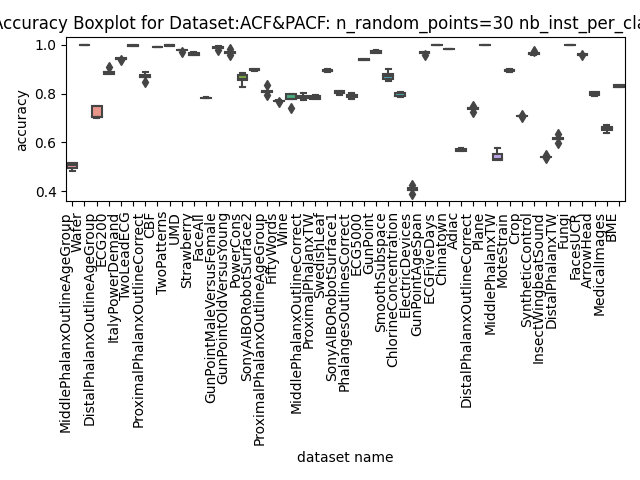 Accuracy Boxplot for Dataset:ACF&PACF: n_random_points=30 nb_inst_per_cla
accuracy
1.0
0.8
0.6
0.4
MiddlePhalanxOutlineAgeGroup
Wafer
DistalPhalanxOutlineAgeGroup
ECG200
ItalyPowerDemand
TwoLeadECG
ProximalPhalanxOutlineCorrect
CBF
TwoPatterns
UMD
Strawberry
FaceAll
GunPointMaleVersusFemale
GunPointOldVersusYoung
PowerCons
SonyAIBORobotSurface2
ProximalPhalanxOutlineAgeGroup
FiftyWords
Wine
MiddlePhalanxOutlineCorrect
ProximalPhalanxTW
SwedishLeaf
SonyAIBORobotSurface1
PhalangesOutlinesCorrect
ECG5000
GunPoint
SmoothSubspace
ChlorineConcentration
ElectricDevices
GunPointAgeSpan
ECGFiveDays
Chinatown
Adiac
DistalPhalanxOutlineCorrect
Plane
MiddlePhalanxTW
MoteStrain
Crop
SyntheticControl
InsectWingbeatSound
DistalPhalanxTW
Fungi
FacesUCR
ArrowHead
MedicalImages
BME
dataset name